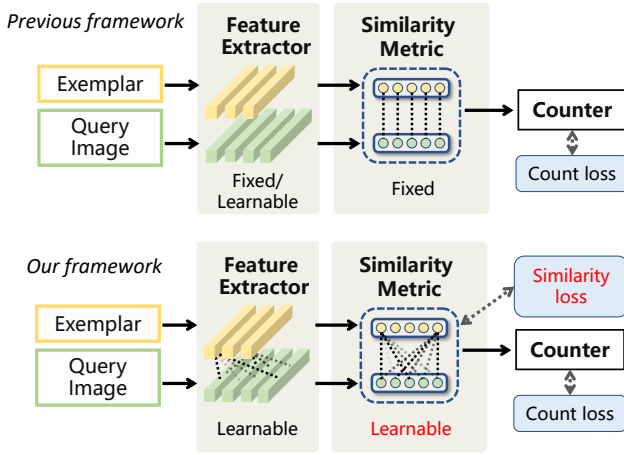 Previous framework
Feature
Extractor
Similarity
Metric
Exemplar
Query
Image
Fixed/
Learnable
Fixed
Counter
Count loss
Our framework
Feature
Extractor
Similarity
Metric
Similarity
loss
Exemplar
Query
Image
Learnable
Learnable
Counter
Count loss